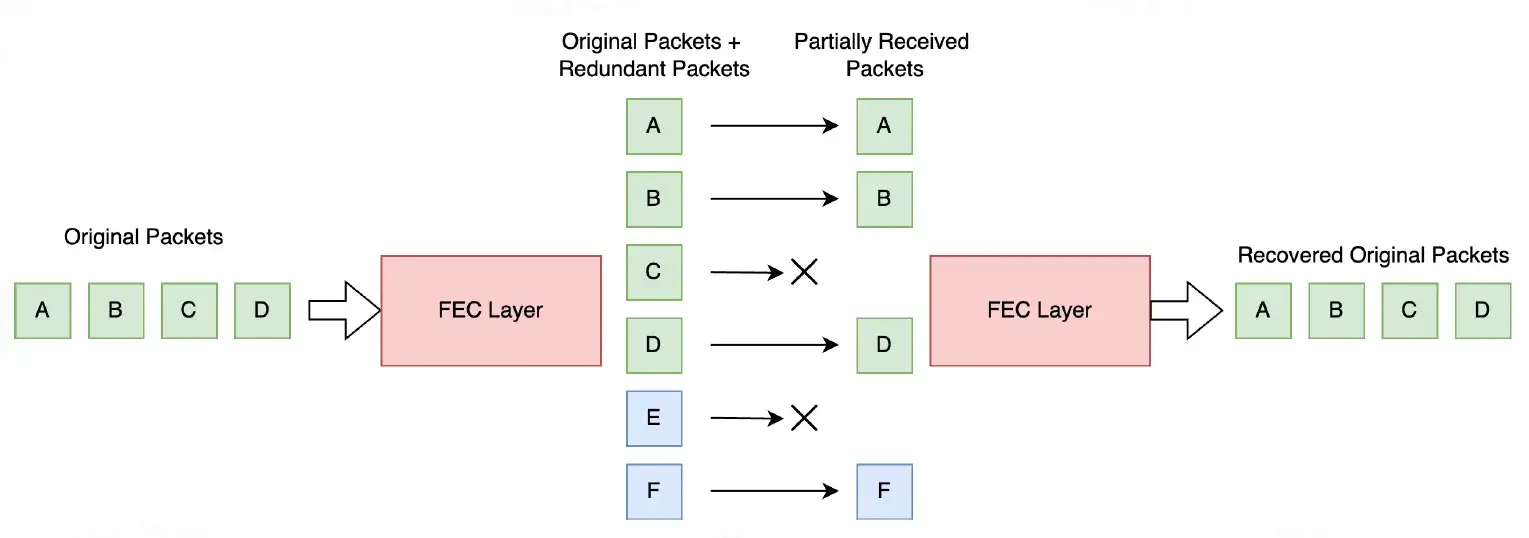 Original Packets
A B C D
FEC Layer
Original Packets +
Redundant Packets
A
B
C
D
E
F
Partially Received
Packets
A
B
D
F
FEC Layer
Recovered Original Packets
A B C D